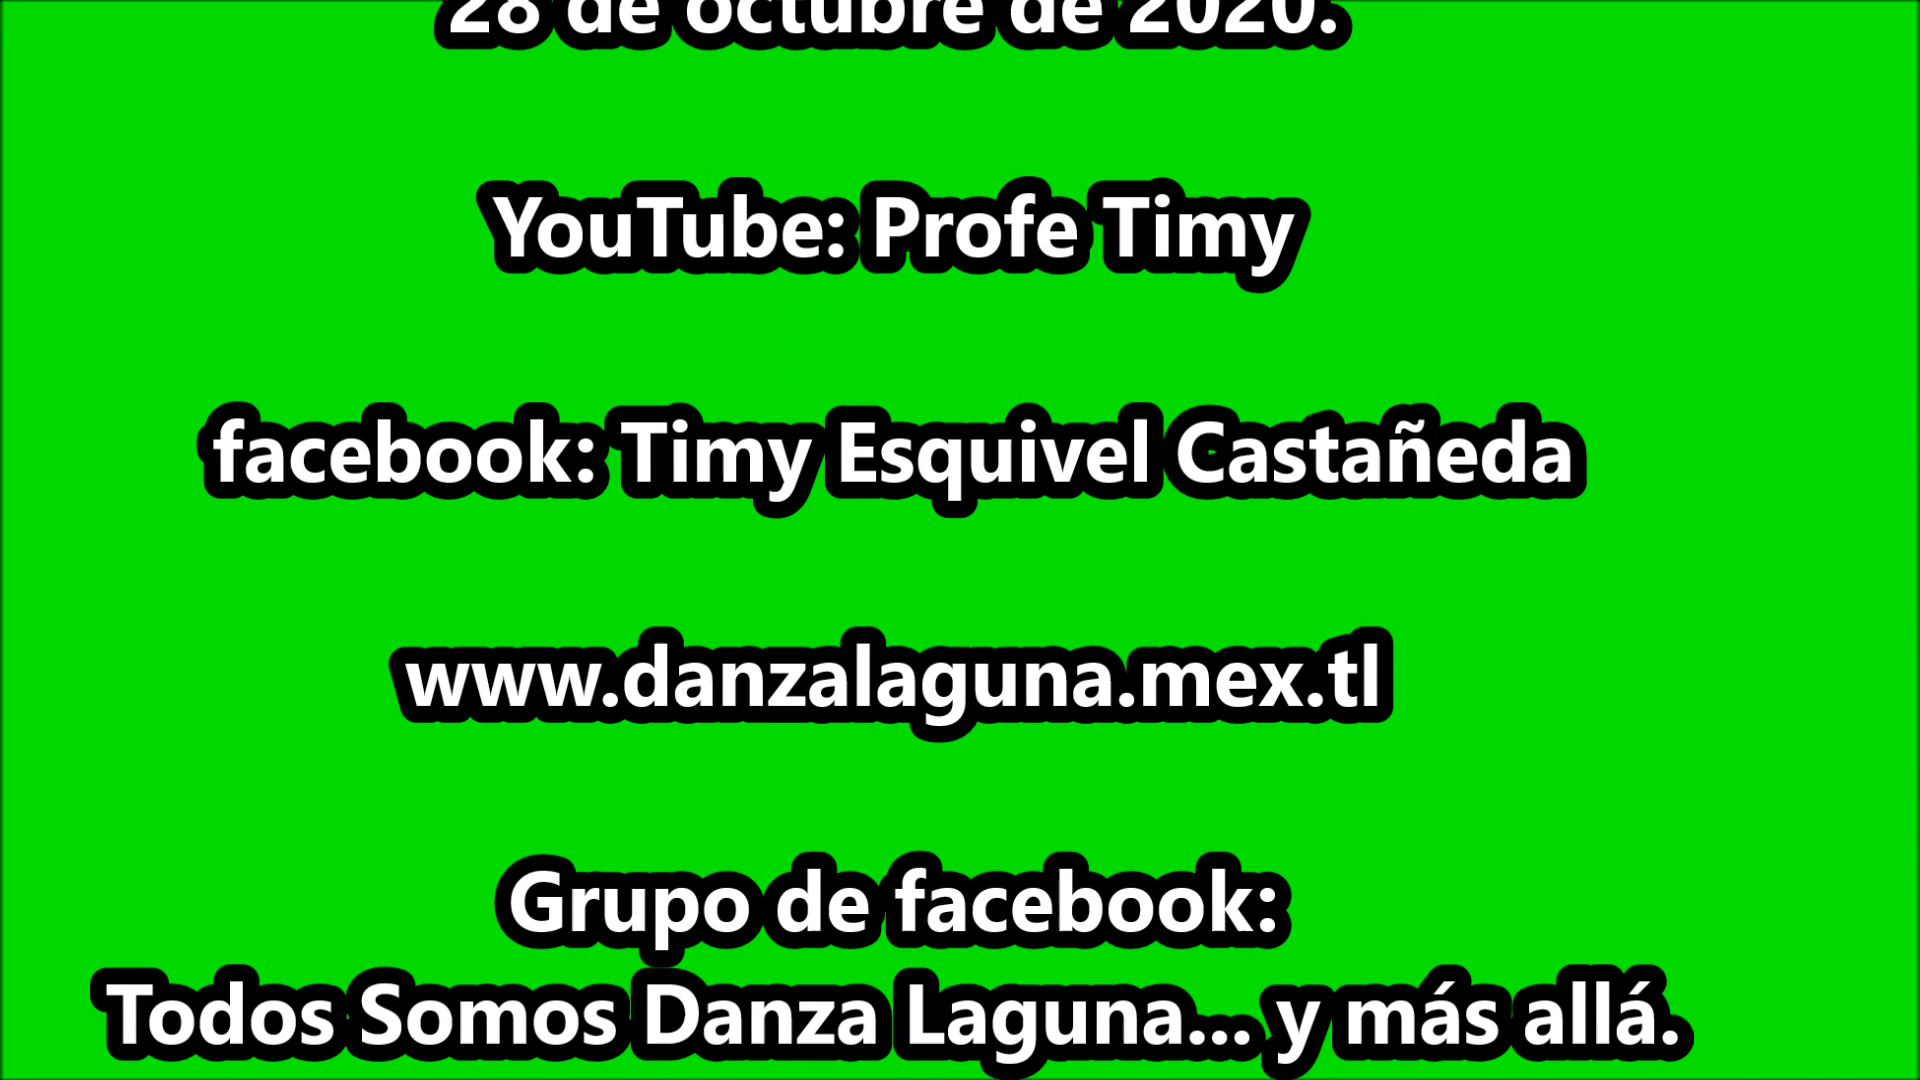 28 de octubre de 2020.
YouTube: Profe Timy
facebook: Timy Esquivel Castañeda
www.danzalaguna.mex.tl
Grupo de facebook:
Todos Somos Danza Laguna... y más allá.